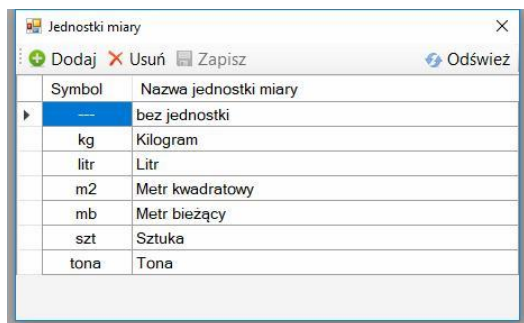 Jednostki miary
Dodaj Usuń Zapisz Odśwież
Symbol Nazwa jednostki miary
--- bez jednostki
kg Kilogram
litr Litr
m2 Metr kwadratowy
mb Metr bieżący
szt Sztuka
tona Tona